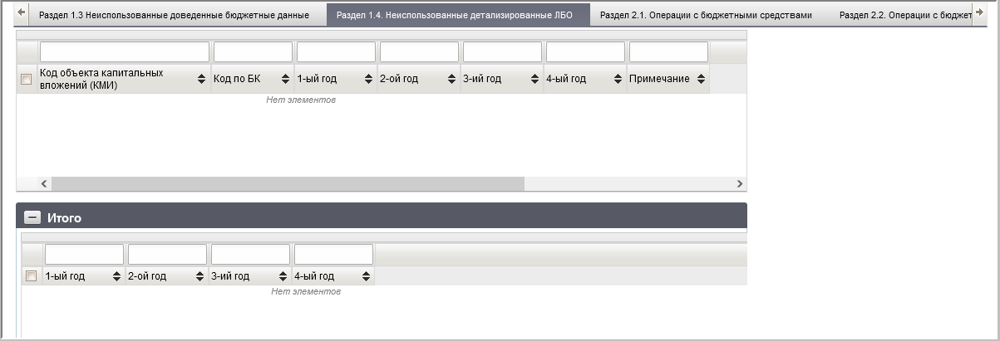 Раздел 1.3 Неиспользованные доведенные бюджетные данные Раздел 1.4. Неиспользованные детализированные ЛБО Раздел 2.1. Операции с бюджетными средствами Раздел 2.2. Операции с бюджет
Код объекта капитальных вложений (КМИ) Код по БК 1-ый год 2-ой год 3-ий год 4-ый год Примечание
Нет элементов
Итого
1-ый год 2-ой год 3-ий год 4-ый год
Нет элементов